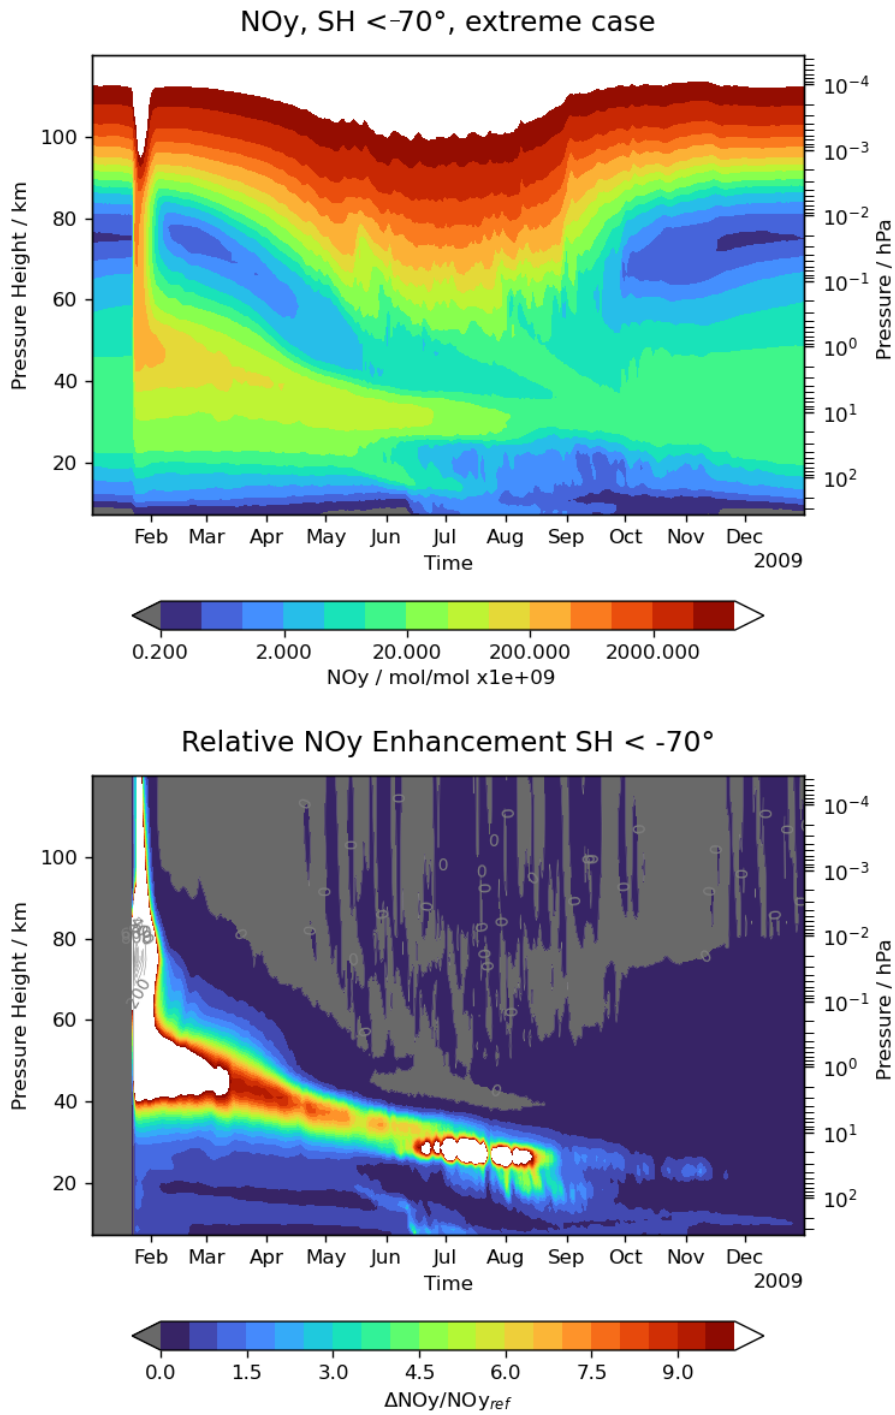 NOy, SH <-70°, extreme case
Pressure Height / km
100
80
60
40
20
10⁻⁴
10⁻³
10⁻²
10⁻¹
10⁰
10¹
10²
Pressure / hPa
Feb Mar Apr May Jun Jul Aug Sep Oct Nov Dec
Time
2009
0.200 2.000 20.000 200.000 2000.000
NOy / mol/mol x1e+09
Relative NOy Enhancement SH < -70°
Pressure Height / km
100
80
60
40
20
200
10⁻⁴
10⁻³
10⁻²
10⁻¹
10⁰
10¹
10²
Pressure / hPa
Feb Mar Apr May Jun Jul Aug Sep Oct Nov Dec
Time
2009
0.0 1.5 3.0 4.5 6.0 7.5 9.0
ΔNOy/NOy_ref